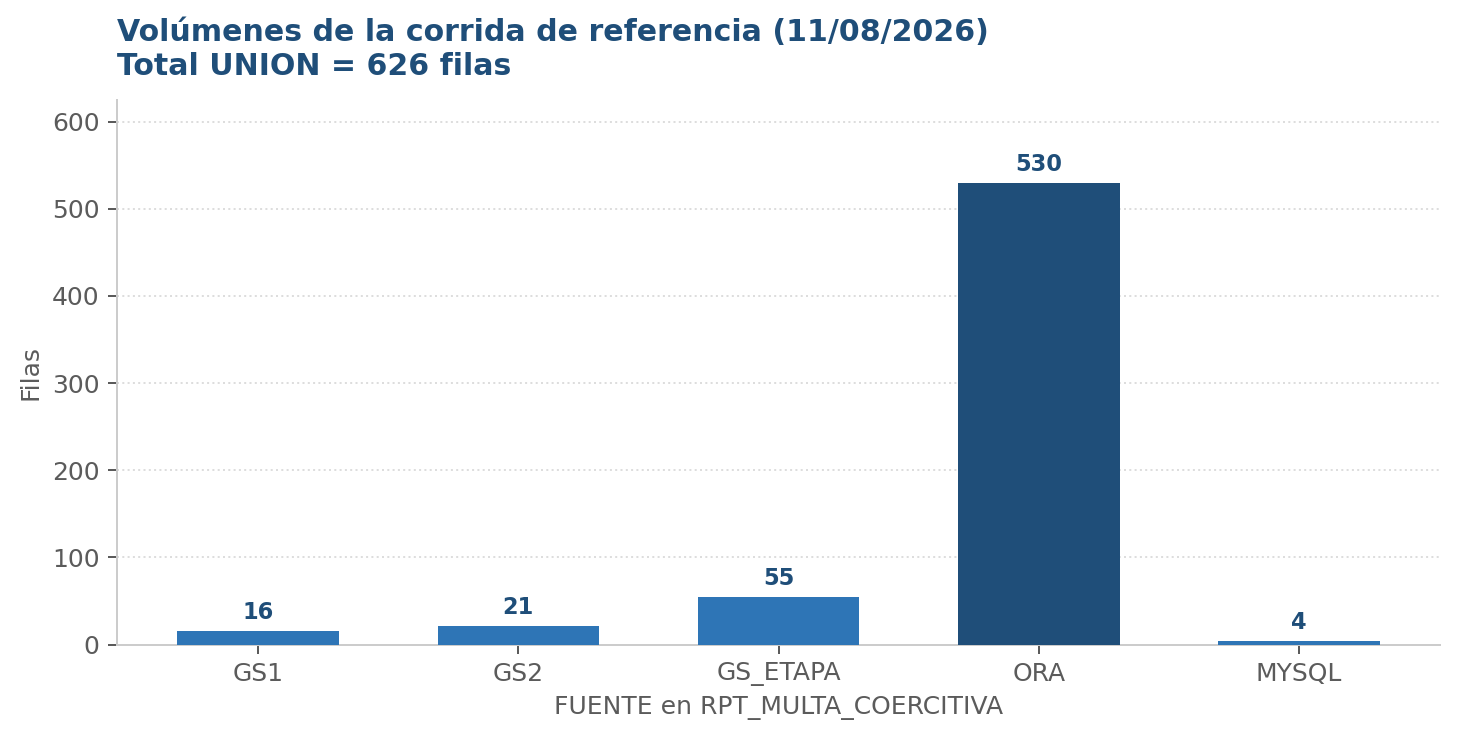 Volúmenes de la corrida de referencia (11/08/2026)
Total UNION = 626 filas
Filas
600
500
400
300
200
100
0
16
21
55
530
4
GS1
GS2
GS_ETAPA
ORA
MYSQL
FUENTE en RPT_MULTA_COERCITIVA